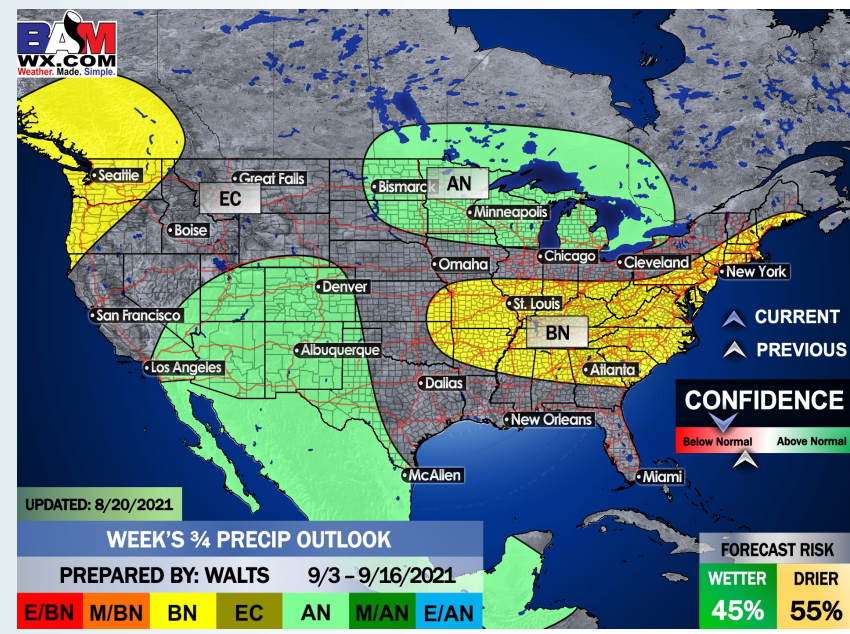 BAM
WX.COM
Weather. Made. Simple.
Seattle
Great Falls
EC
Boise
Bismarck
AN
Minneapolis
Omaha
Chicago
Cleveland
New York
Denver
St. Louis
San Francisco
BN
Albuquerque
Los Angeles
Atlanta
Dallas
New Orleans
McAllen
Miami
CURRENT
PREVIOUS
CONFIDENCE
Below Normal
Above Normal
UPDATED: 8/20/2021
WEEK'S ¾ PRECIP OUTLOOK
PREPARED BY: WALTS 9/3 – 9/16/2021
E/BN M/BN BN EC AN M/AN E/AN
FORECAST RISK
WETTER DRIER
45% 55%